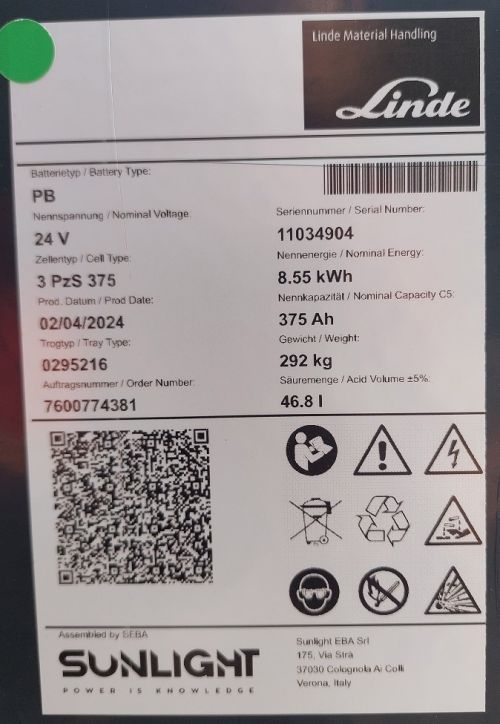 Linde Material Handling
Linde
Batterietyp / Battery Type:
PB
Nennspannung / Nominal Voltage:
24 V
Zellentyp / Cell Type:
3 PzS 375
Prod. Datum / Prod Date:
02/04/2024
Trogtyp / Tray Type:
0295216
Auftragsnummer / Order Number:
7600774381
Seriennummer / Serial Number:
11034904
Nennenergie / Nominal Energy:
8.55 kWh
Nennkapazität / Nominal Capacity C5:
375 Ah
Gewicht / Weight:
292 kg
Säuremenge / Acid Volume ±5%:
46.8 l
Assembled by SEBA
SUNLIGHT
POWER IS KNOWLEDGE
Sunlight EBA Srl
175, Via Strà
37030 Colognola Ai Colli
Verona, Italy